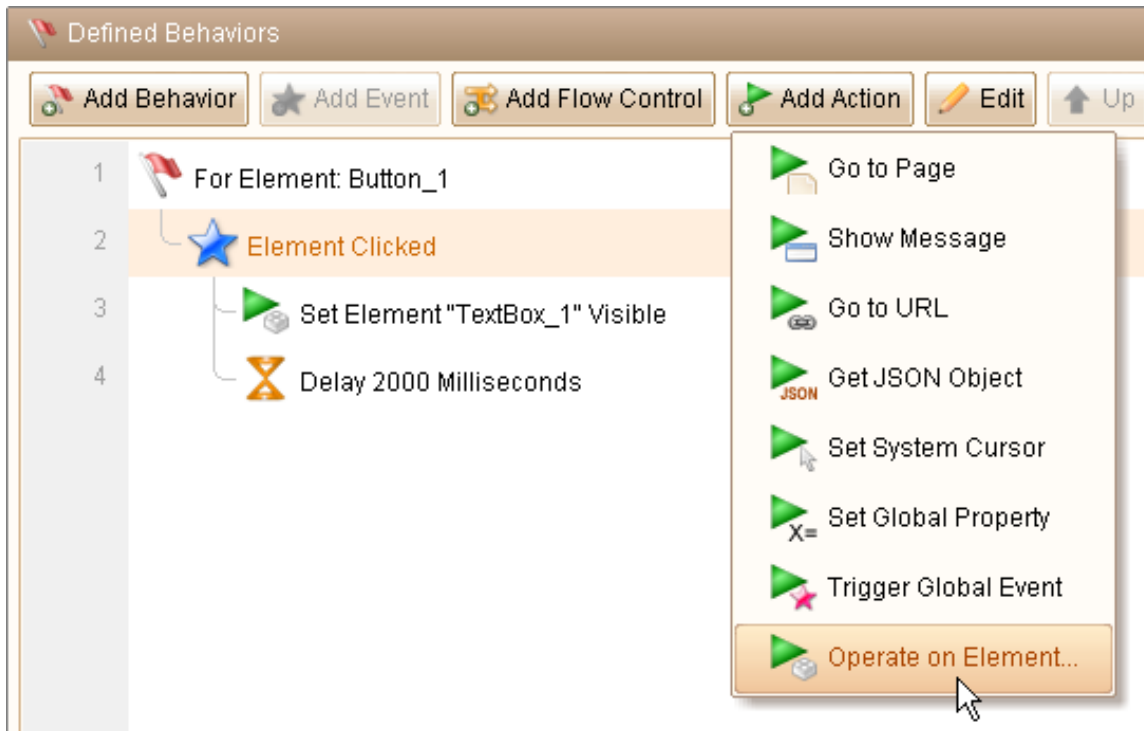 Defined Behaviors
Add Behavior Add Event Add Flow Control Add Action Edit Up
1 For Element: Button_1
2 Element Clicked
3 Set Element "TextBox_1" Visible
4 Delay 2000 Milliseconds
Go to Page
Show Message
Go to URL
JSON Get JSON Object
Set System Cursor
X= Set Global Property
Trigger Global Event
Operate on Element...